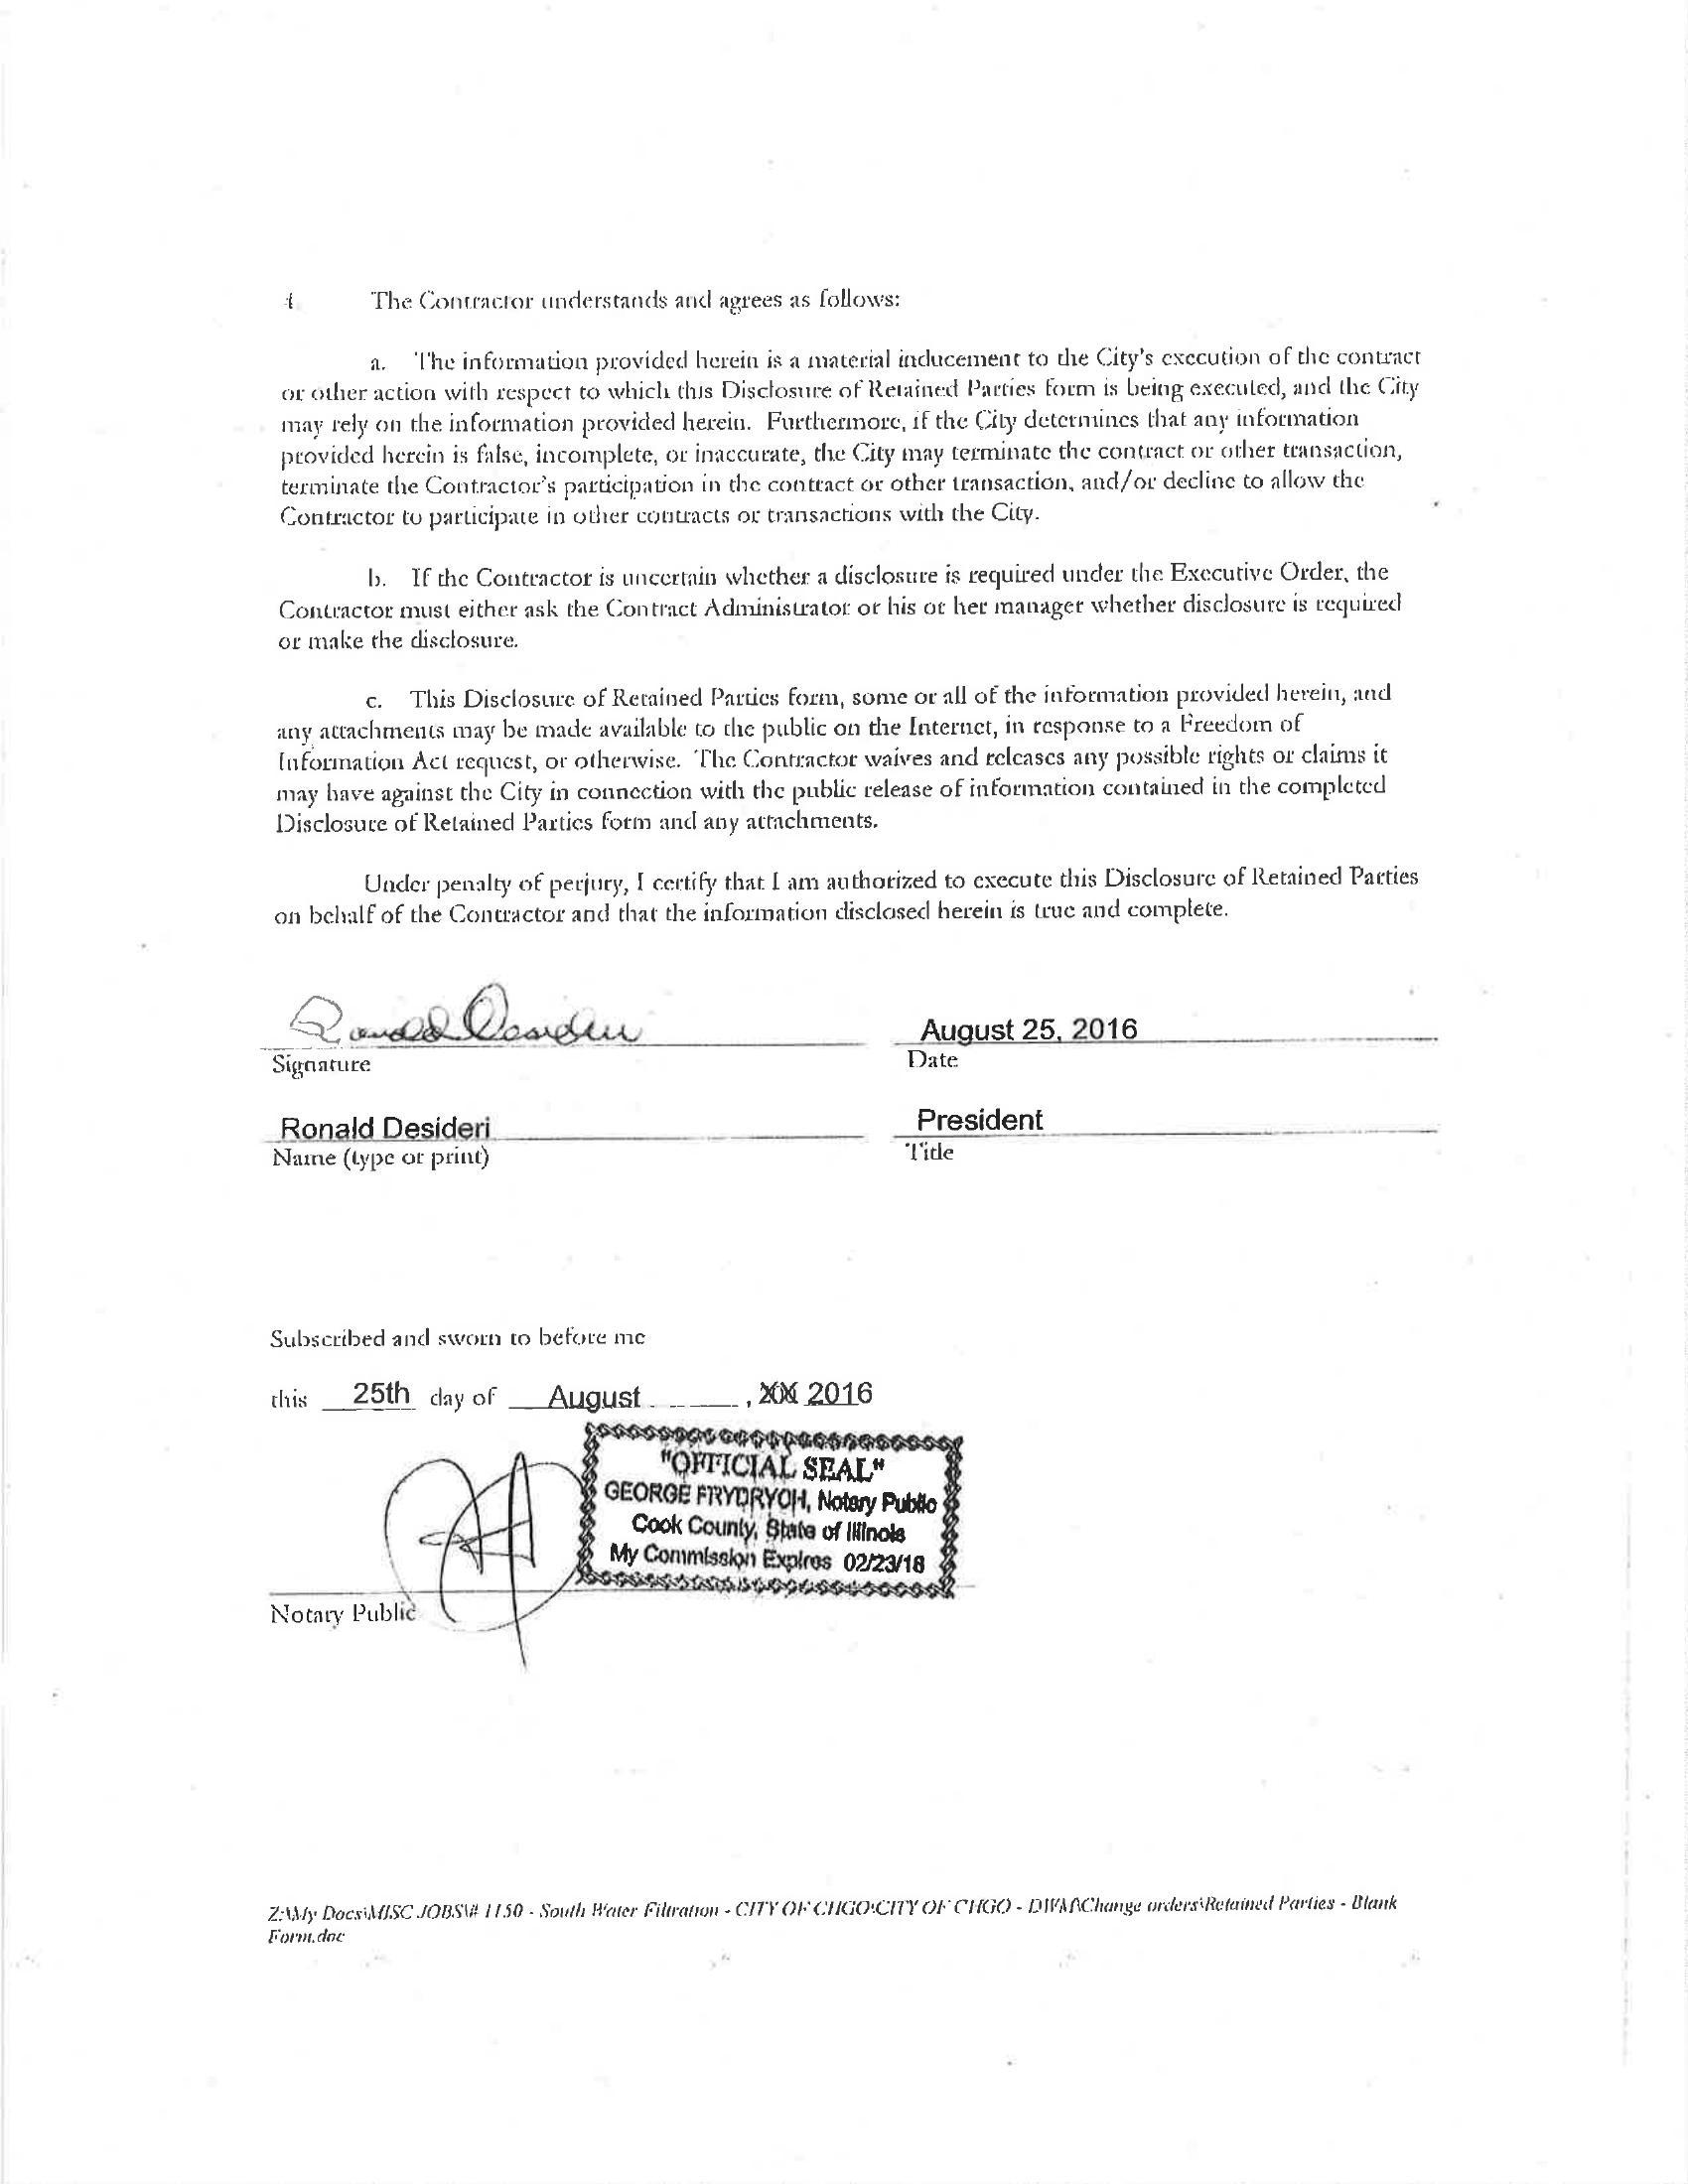 4. The Contractor understands and agrees as follows:
a. The information provided herein is a material inducement to the City's execution of the contract
or other action with respect to which this Disclosure of Retained Parties form is being executed, and the City
may rely on the information provided herein. Furthermore, if the City determines that any information
provided herein is false, incomplete, or inaccurate, the City may terminate the contract or other transaction,
terminate the Contractor's participation in the contract or other transaction, and/or decline to allow the
Contractor to participate in other contracts or transactions with the City.
b. If the Contractor is uncertain whether a disclosure is required under the Executive Order, the
Contractor must either ask the Contract Administrator or his or her manager whether disclosure is required
or make the disclosure.
c. This Disclosure of Retained Parties form, some or all of the information provided herein, and
any attachments may be made available to the public on the Internet, in response to a Freedom of
Information Act request, or otherwise. The Contractor waives and releases any possible rights or claims it
may have against the City in connection with the public release of information contained in the completed
Disclosure of Retained Parties form and any attachments.
Under penalty of perjury, I certify that I am authorized to execute this Disclosure of Retained Parties
on behalf of the Contractor and that the information disclosed herein is true and complete.
Ronald Desideri August 25, 2016
Signature Date
Ronald Desideri President
Name (type or print) Title
Subscribed and sworn to before me
this 25th day of August, XX 2016
"OFFICIAL SEAL"
GEORGE FRYDRYCH, Notary Public
Cook County, State of Illinois
My Commission Expires 02/23/18
Notary Public
Z:\My Docs\MISC JOBS\# 1150 - South Water Filtration - CITY OF CHGO\CITY OF CHGO - DWM\Change orders\Retained Parties - Blank
Form.doc